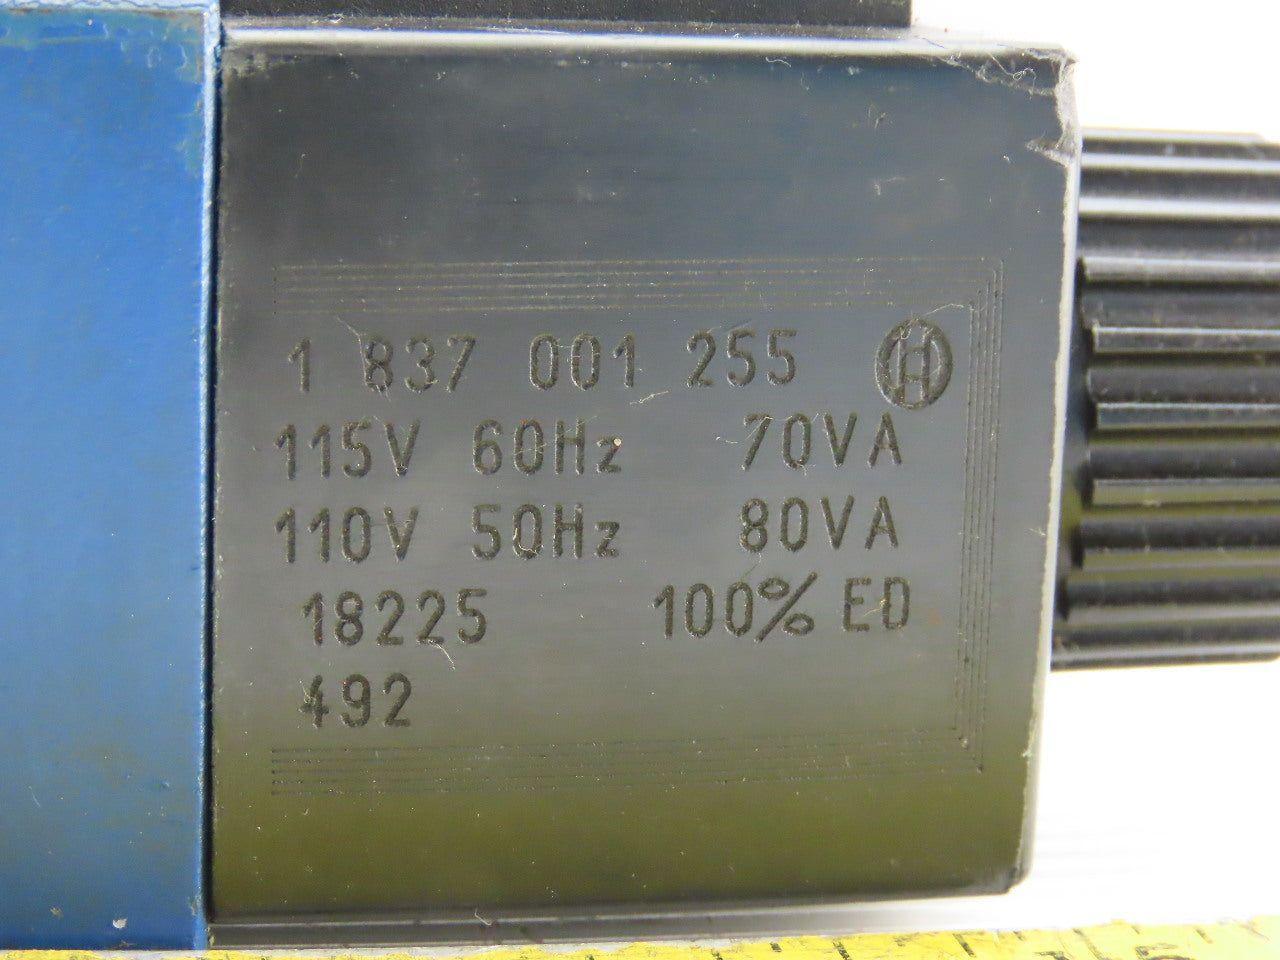 1 837 001 255
115V 60Hz 70VA
110V 50Hz 80VA
18225 100% ED
492